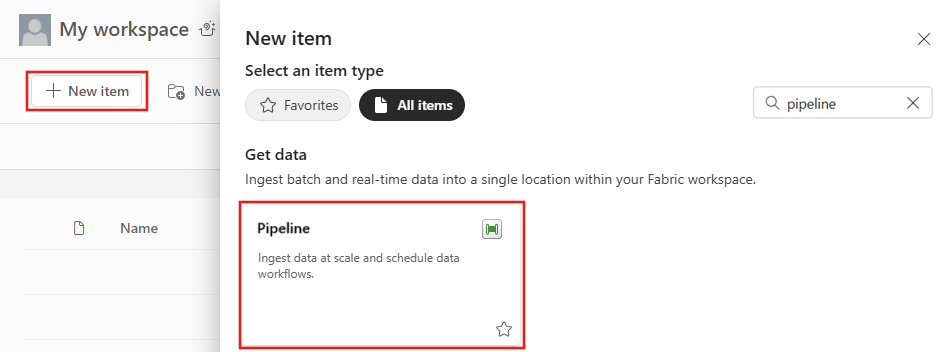 My workspace
New item
New
Name
New item
Select an item type
Favorites
All items
pipeline
Get data
Ingest batch and real-time data into a single location within your Fabric workspace.
Pipeline
Ingest data at scale and schedule data
workflows.